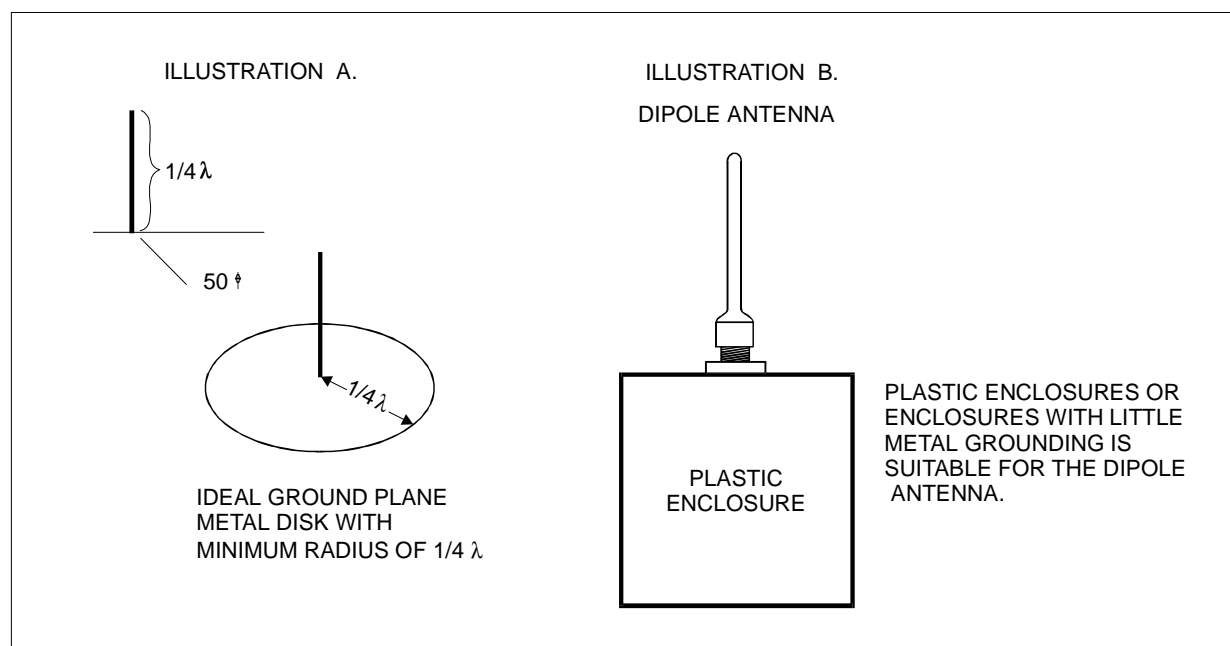 ILLUSTRATION A.
1/4 λ
50 ⌽
1/4 λ
IDEAL GROUND PLANE
METAL DISK WITH
MINIMUM RADIUS OF 1/4 λ
ILLUSTRATION B.
DIPOLE ANTENNA
PLASTIC
ENCLOSURE
PLASTIC ENCLOSURES OR
ENCLOSURES WITH LITTLE
METAL GROUNDING IS
SUITABLE FOR THE DIPOLE
ANTENNA.